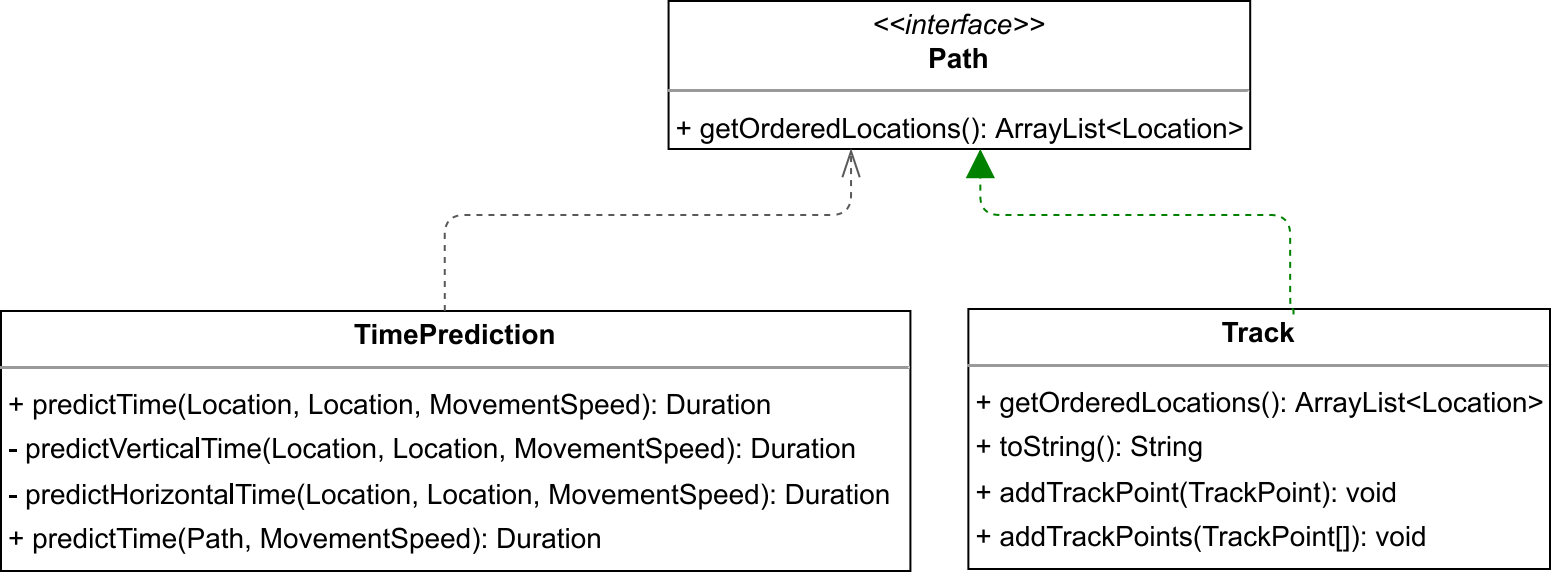 <<interface>>
Path
+ getOrderedLocations(): ArrayList<Location>
TimePrediction
+ predictTime(Location, Location, MovementSpeed): Duration
- predictVerticalTime(Location, Location, MovementSpeed): Duration
- predictHorizontalTime(Location, Location, MovementSpeed): Duration
+ predictTime(Path, MovementSpeed): Duration
Track
+ getOrderedLocations(): ArrayList<Location>
+ toString(): String
+ addTrackPoint(TrackPoint): void
+ addTrackPoints(TrackPoint[]): void